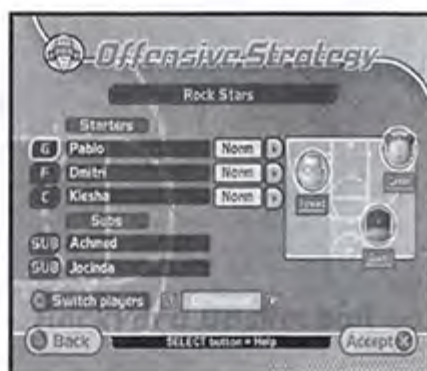 Offensive Strategy
Rock Stars
Starters
G Pablo Norm
F Dmitri Norm
C Kiesha Norm
Subs
SUB Achmed
SUB Jocinda
Switch players
Back SELECT button = Help Accept